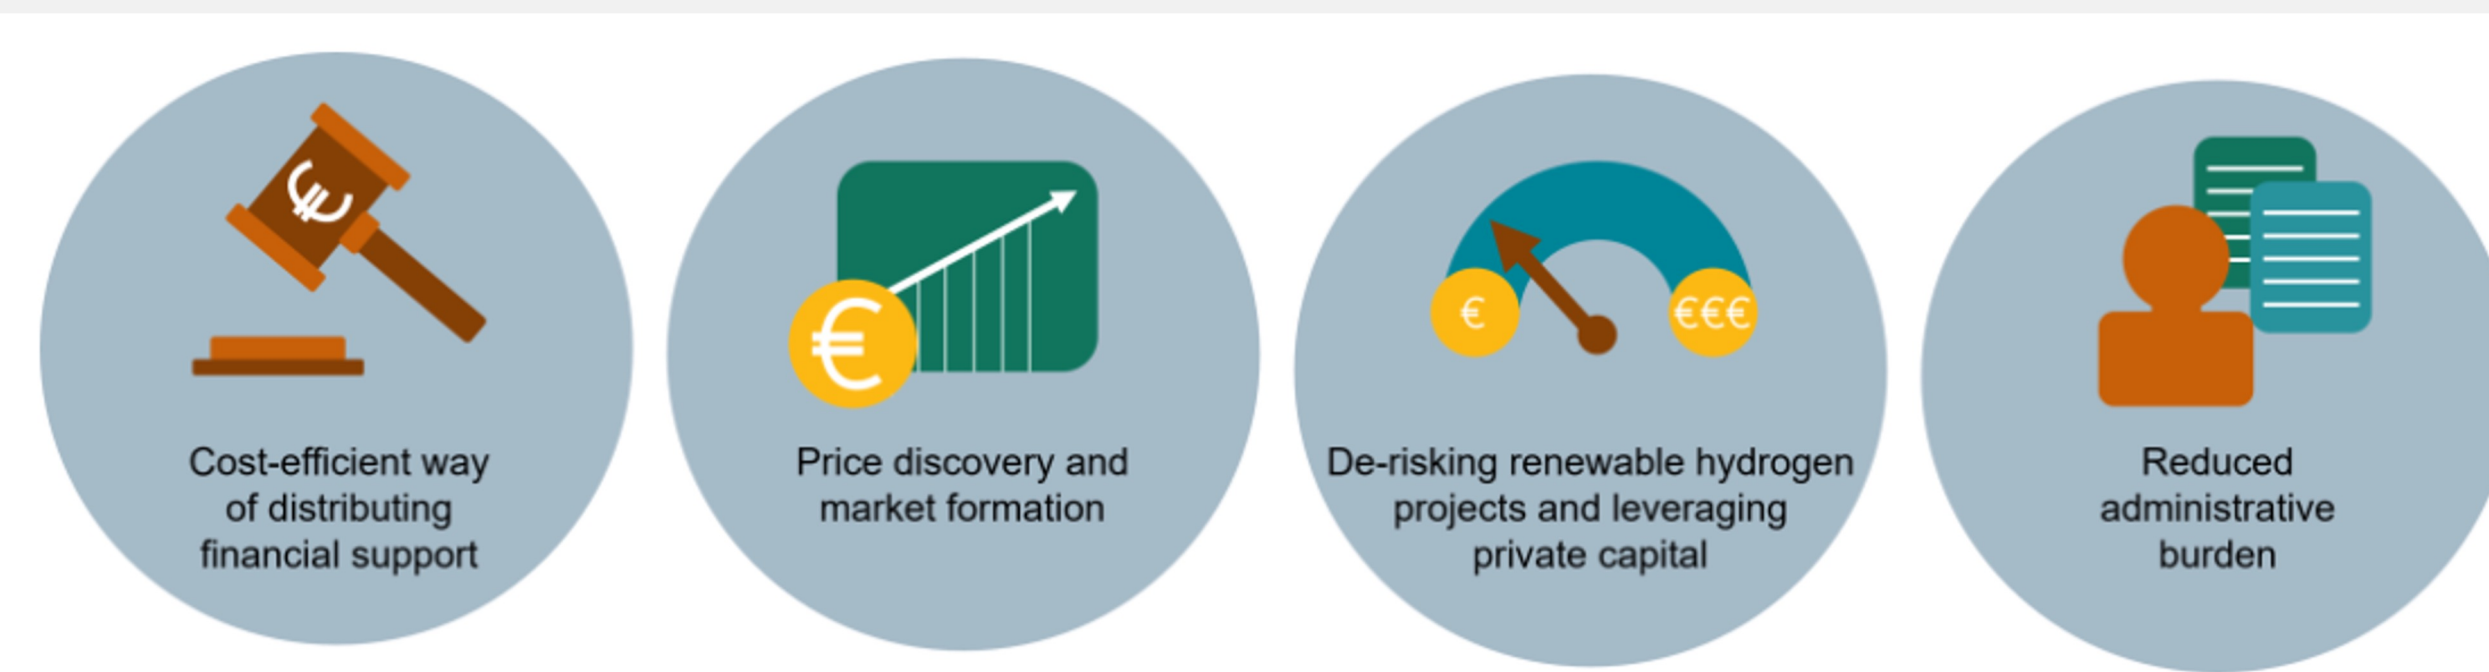 €
Cost-efficient way
of distributing
financial support
€
Price discovery and
market formation
€
€€€
De-risking renewable hydrogen
projects and leveraging
private capital
Reduced
administrative
burden